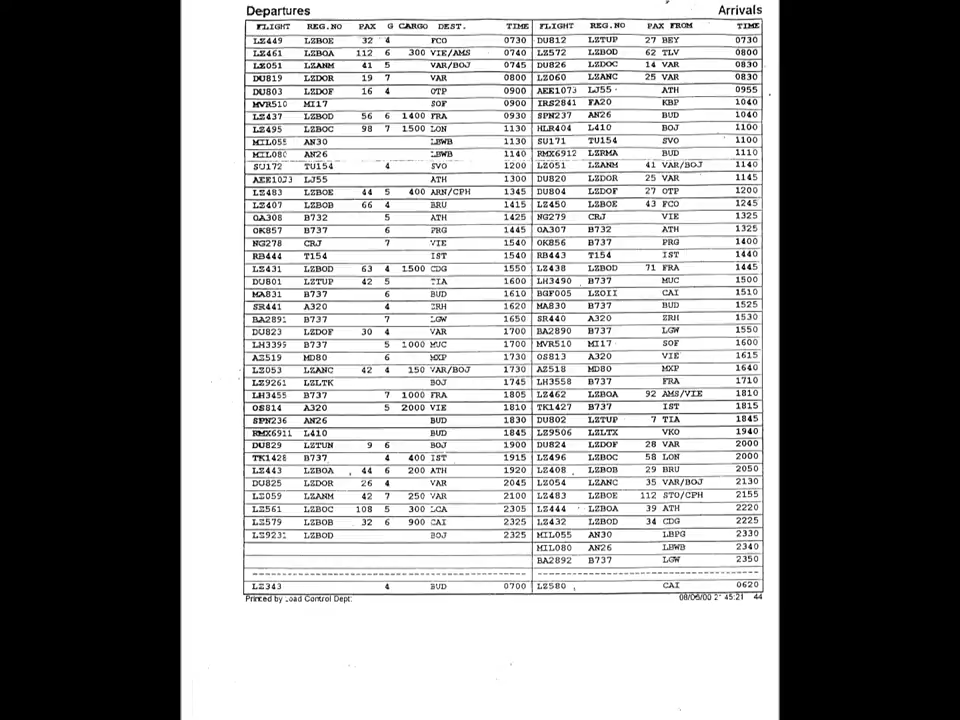 Departures Arrivals
FLIGHT REG.NO PAX G CARGO DEST. TIME FLIGHT REG.NO PAX FROM TIME
LZ449 LZBOE 32 4 FCO 0730 DU812 LZTUP 27 BEY 0730
LZ461 LZBOA 112 6 300 VIE/AMS 0740 LZ572 LZBOD 62 TLV 0800
LZ051 LZANM 41 5 VAR/BOJ 0745 DU826 LZDOC 14 VAR 0830
DU819 LZDOR 19 7 VAR 0800 LZ060 LZANC 25 VAR 0830
DU803 LZDOF 16 4 OTP 0900 AEE1073 LJ55 ATH 0955
MVR510 MI17 SOF 0900 IRS2841 FA20 KBP 1040
LZ437 LZBOD 56 6 1400 FRA 0930 SPN237 AN26 BUD 1040
LZ495 LZBOC 98 7 1500 LON 1130 HLR404 L410 BOJ 1100
MIL055 AN30 LBWB 1130 SU171 TU154 SVO 1100
MIL080 AN26 LBWB 1140 RMX6912 LZRMA BUD 1110
SU172 TU154 4 SVO 1200 LZ051 LZANM 41 VAR/BOJ 1140
AEE1073 LJ55 ATH 1300 DU820 LZDOR 25 VAR 1145
LZ483 LZBOE 44 5 400 ARN/CPH 1345 DU804 LZDOF 27 OTP 1200
LZ407 LZBOB 66 4 BRU 1415 LZ450 LZBOE 43 FCO 1245
OA308 B732 5 ATH 1425 NG279 CRJ VIE 1325
OK857 B737 6 PRG 1445 OA307 B732 ATH 1325
NG278 CRJ 7 VIE 1540 OK856 B737 PRG 1400
RB444 T154 IST 1540 RB443 T154 IST 1440
LZ431 LZBOD 63 4 1500 CDG 1550 LZ438 LZBOD 71 FRA 1445
DU801 LZTUP 42 5 TIA 1600 LH3490 B737 MUC 1500
MA831 B737 6 BUD 1610 BGF005 LZOII CAI 1510
SR441 A320 4 ZRH 1620 MA830 B737 BUD 1525
BA2891 B737 7 LGW 1650 SR440 A320 ZRH 1530
DU823 LZDOF 30 4 VAR 1700 BA2890 B737 LGW 1550
LH3399 B737 5 1000 MUC 1700 MVR510 MI17 SOF 1600
AZ519 MD80 6 MXP 1730 OS813 A320 VIE 1615
LZ053 LZANC 42 4 150 VAR/BOJ 1730 AZ518 MD80 MXP 1640
LZ9261 LZLTK BOJ 1745 LH3558 B737 FRA 1710
LH3455 B737 7 1000 FRA 1805 LZ462 LZBOA 92 AMS/VIE 1810
OS814 A320 5 2000 VIE 1810 TK1427 B737 IST 1815
SPN236 AN26 BUD 1830 DU802 LZTUP 7 TIA 1845
RMX6911 L410 BUD 1845 LZ9506 LZLTX VKO 1940
DU829 LZTUN 9 6 BOJ 1900 DU824 LZDOF 28 VAR 2000
TK1428 B737 4 400 IST 1915 LZ496 LZBOC 58 LON 2000
LZ443 LZBOA 44 6 200 ATH 1920 LZ408 LZBOB 29 BRU 2050
DU825 LZDOR 26 4 VAR 2045 LZ054 LZANC 35 VAR/BOJ 2130
LZ059 LZANM 42 7 250 VAR 2100 LZ483 LZBOE 112 STO/CPH 2155
LZ561 LZBOC 108 5 300 LCA 2305 LZ444 LZBOA 39 ATH 2220
LZ579 LZBOB 32 6 900 CAI 2325 LZ432 LZBOD 34 CDG 2225
LZ9231 LZBOD BOJ 2325 MIL055 AN30 LBPG 2330
MIL080 AN26 LBWB 2340
BA2892 B737 LGW 2350
LZ343 4 BUD 0700 LZ580 CAI 0620
Printed by Load Control Dept: 08/06/00 21 45:21 44